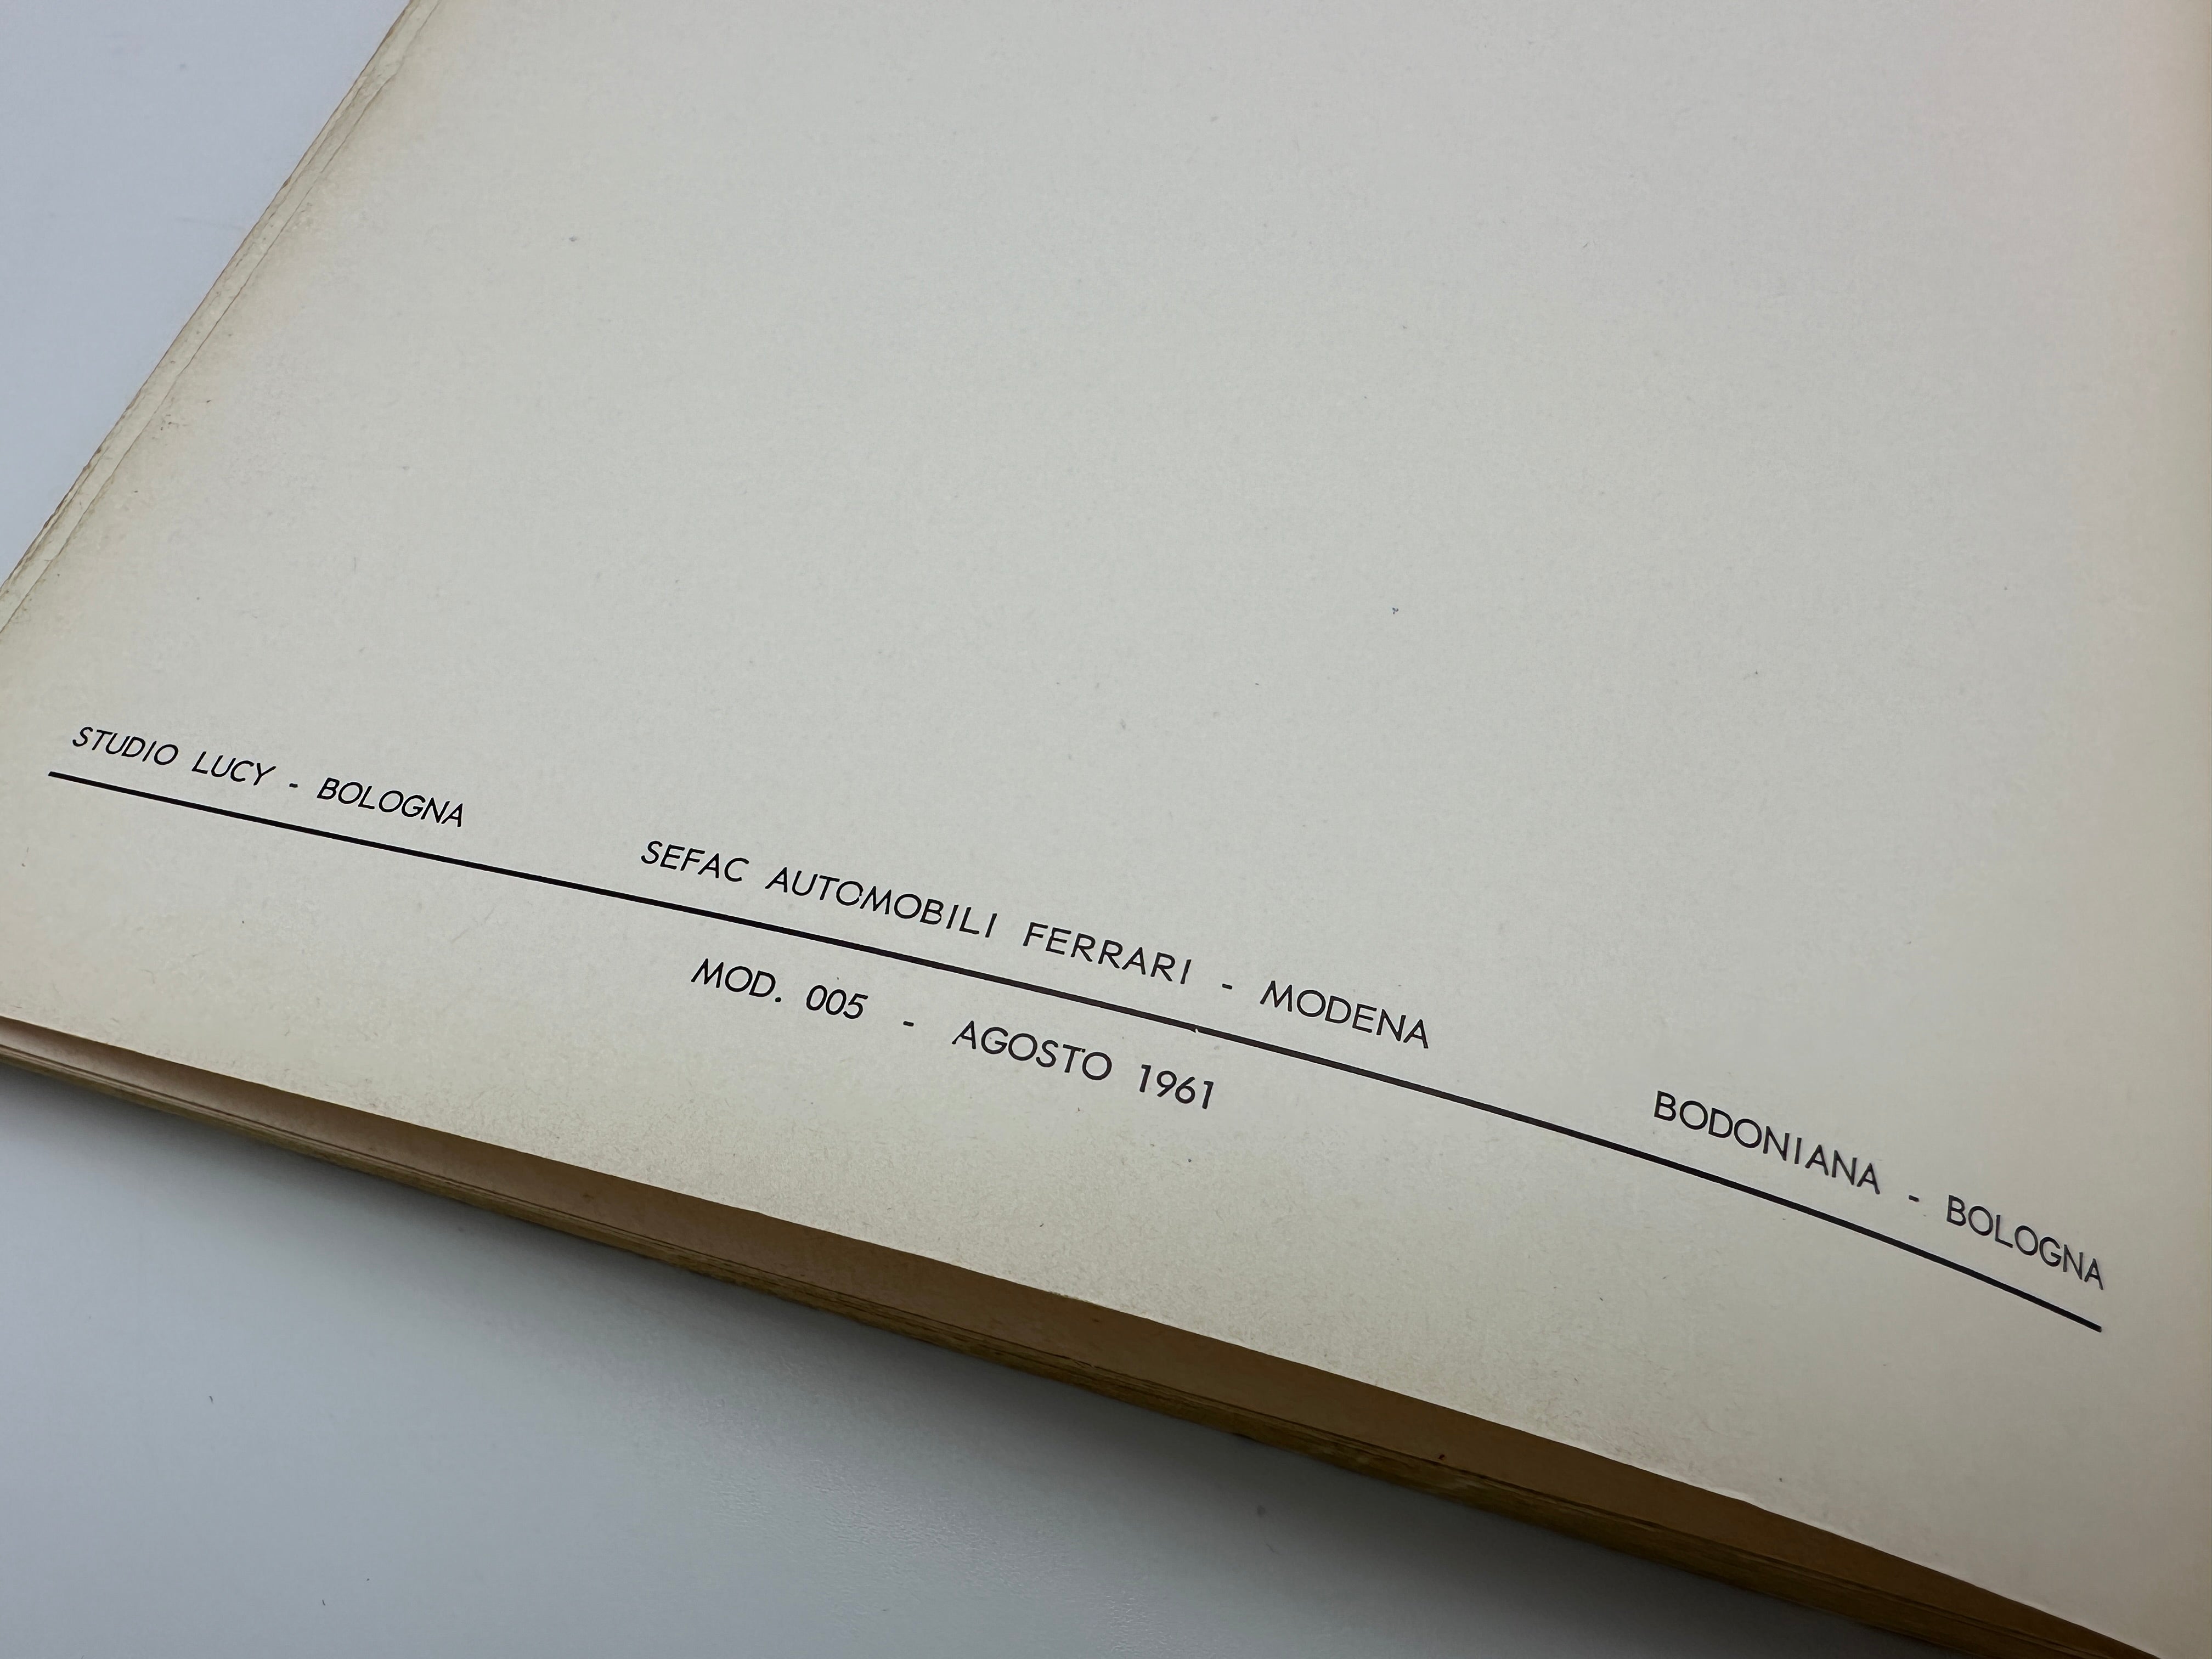 STUDIO LUCY - BOLOGNA
SEFAC AUTOMOBILI FERRARI - MODENA
BODONIANA - BOLOGNA
MOD. 005 - AGOSTO 1961